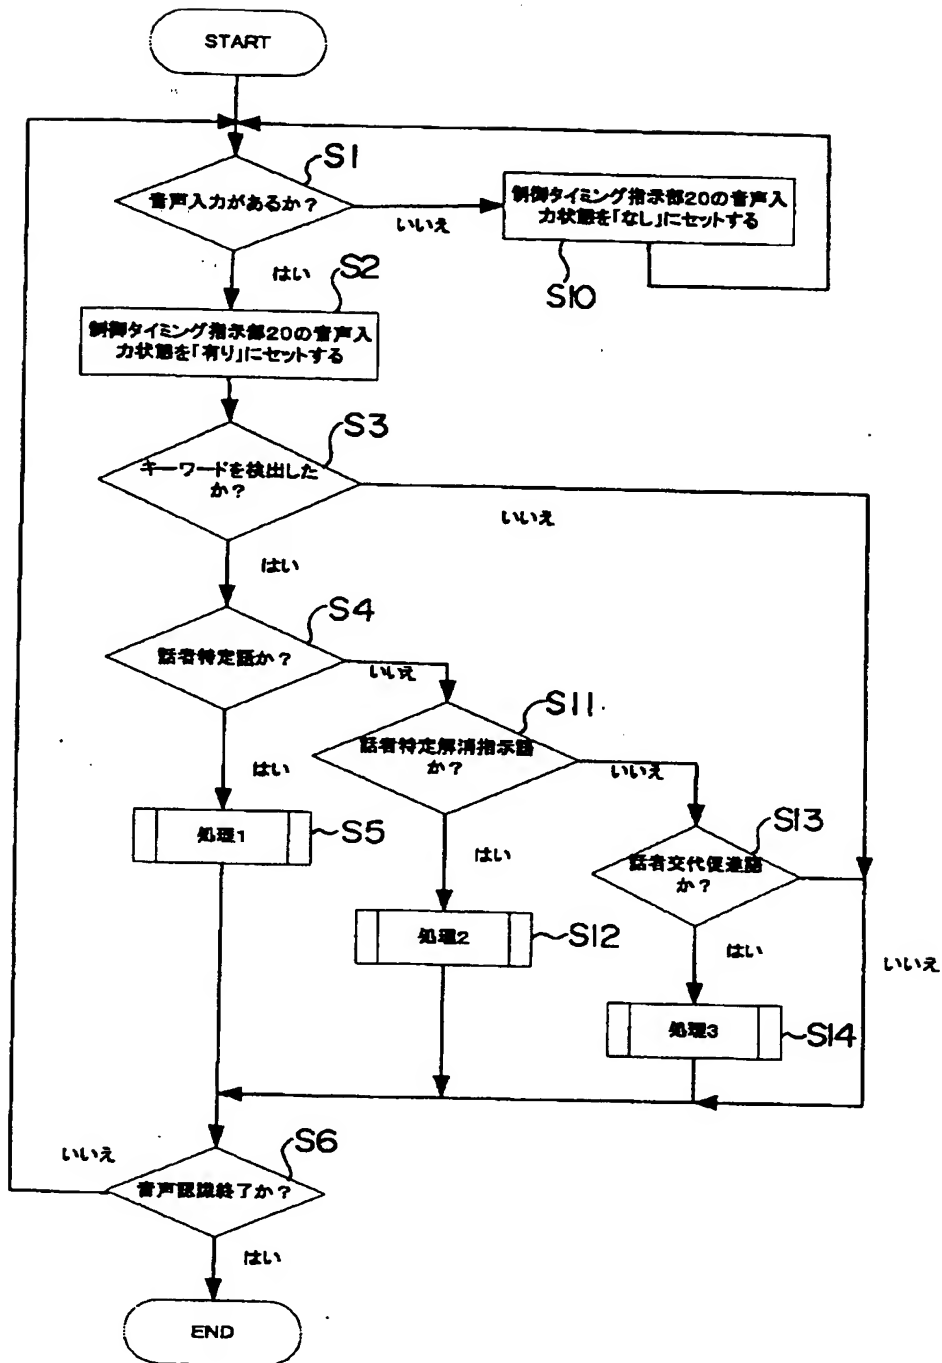 START
S1
音声入力があるか？
いいえ
制御タイミング指示部20の音声入
力状態を「なし」にセットする
S10
はい
S2
制御タイミング指示部20の音声入
力状態を「有り」にセットする
S3
キーワードを検出した
か？
いいえ
はい
S4
話者特定語か？
いいえ
S11
話者特定解消指示語
か？
いいえ
はい
S13
処理1
S5
話者交代促進語
か？
はい
処理2
S12
はい
いいえ
処理3
S14
S6
いいえ
音声認識終了か？
はい
END